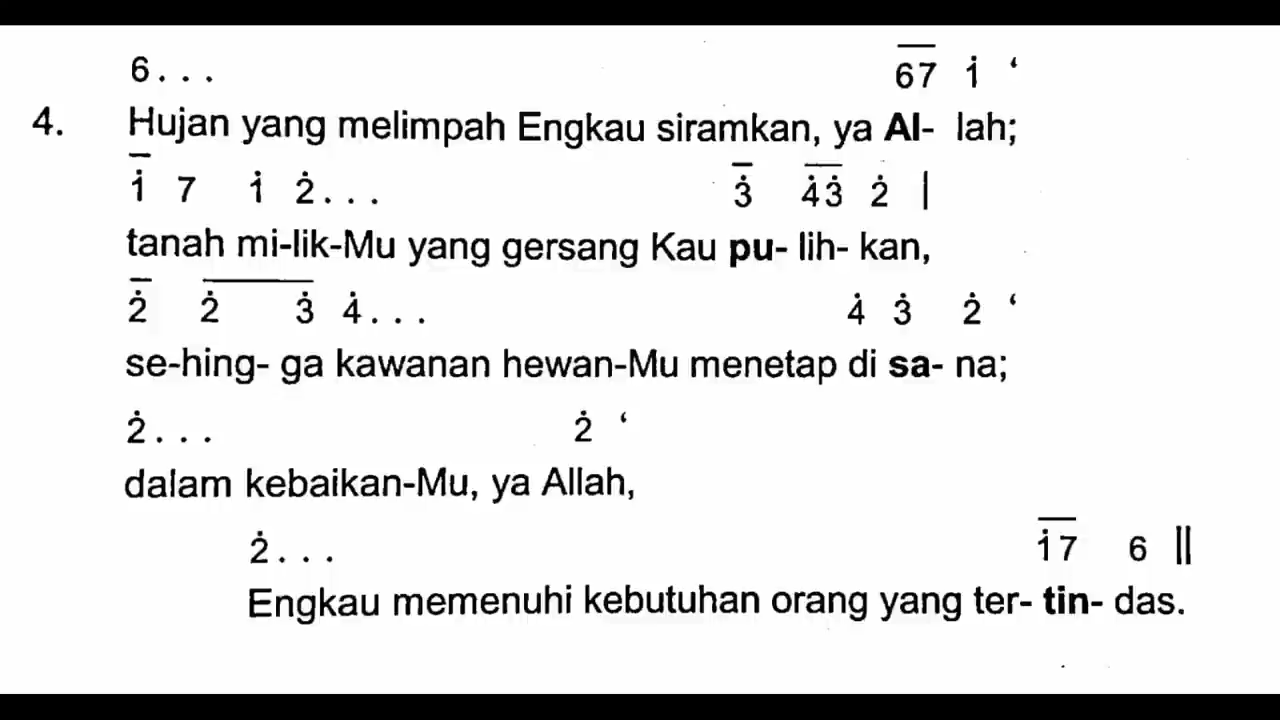 6... 67 i̇ ‘
4. Hujan yang melimpah Engkau siramkan, ya Al- lah;
1̇ 7 1̇ 2̇... 3̇ 4̇3̇ 2̇ |
tanah mi-lik-Mu yang gersang Kau pu- lih- kan,
2̇ 2̇ 3̇ 4̇... 4̇ 3̇ 2̇ ‘
se-hing- ga kawanan hewan-Mu menetap di sa- na;
2̇... 2̇ ‘
dalam kebaikan-Mu, ya Allah,
2̇... 1̇7 6 ||
Engkau memenuhi kebutuhan orang yang ter- tin- das.